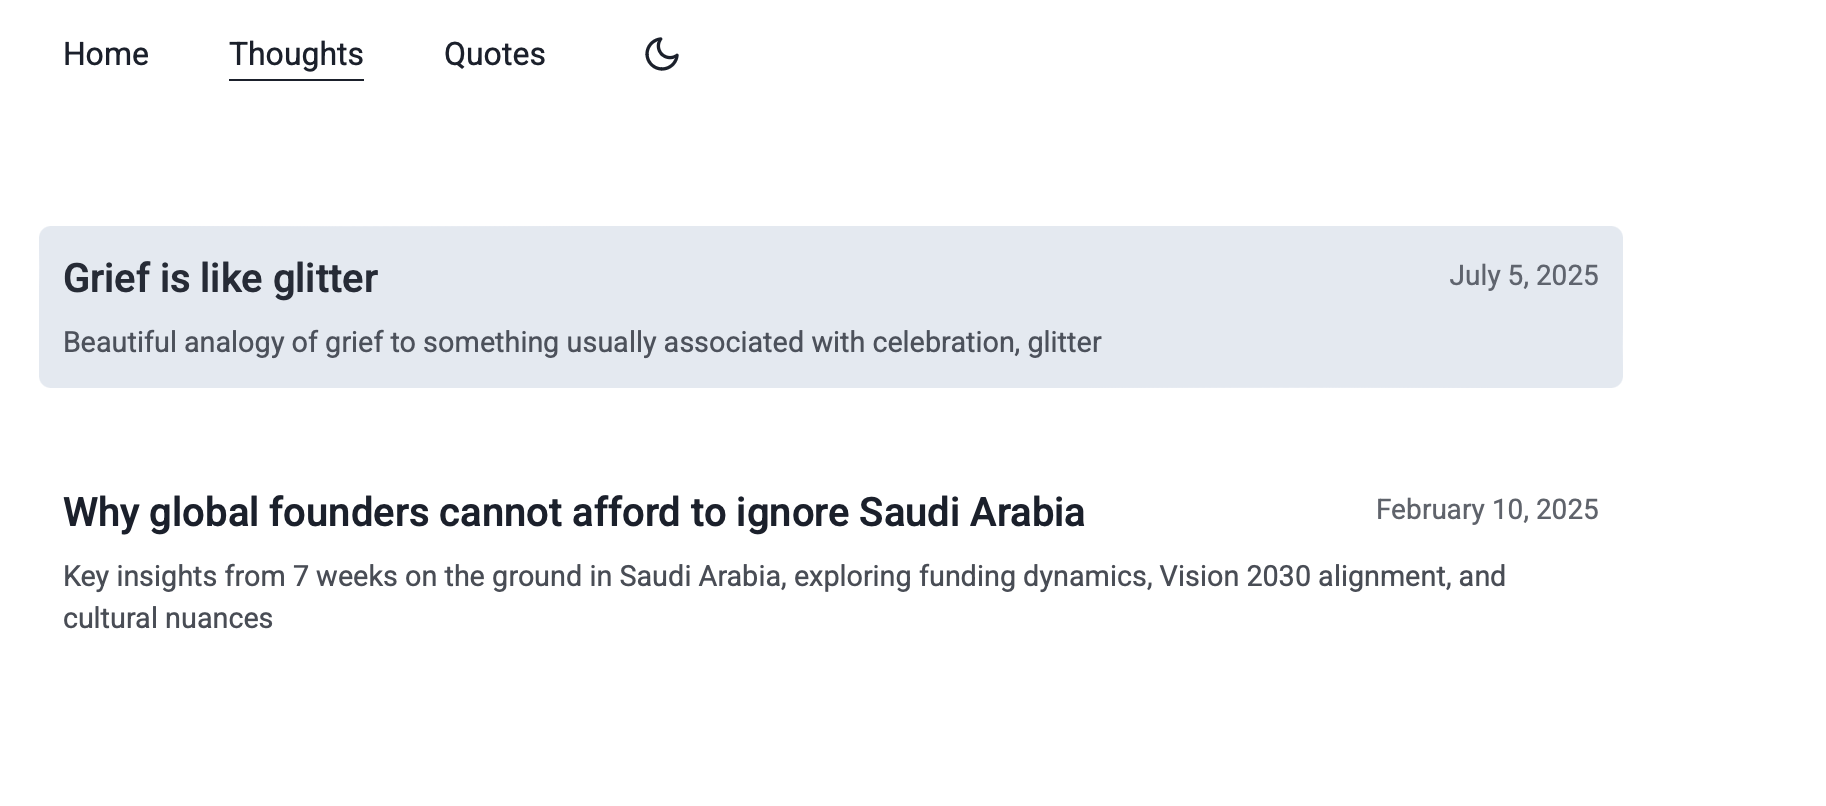 Home Thoughts Quotes
Grief is like glitter
July 5, 2025
Beautiful analogy of grief to something usually associated with celebration, glitter
Why global founders cannot afford to ignore Saudi Arabia
February 10, 2025
Key insights from 7 weeks on the ground in Saudi Arabia, exploring funding dynamics, Vision 2030 alignment, and
cultural nuances